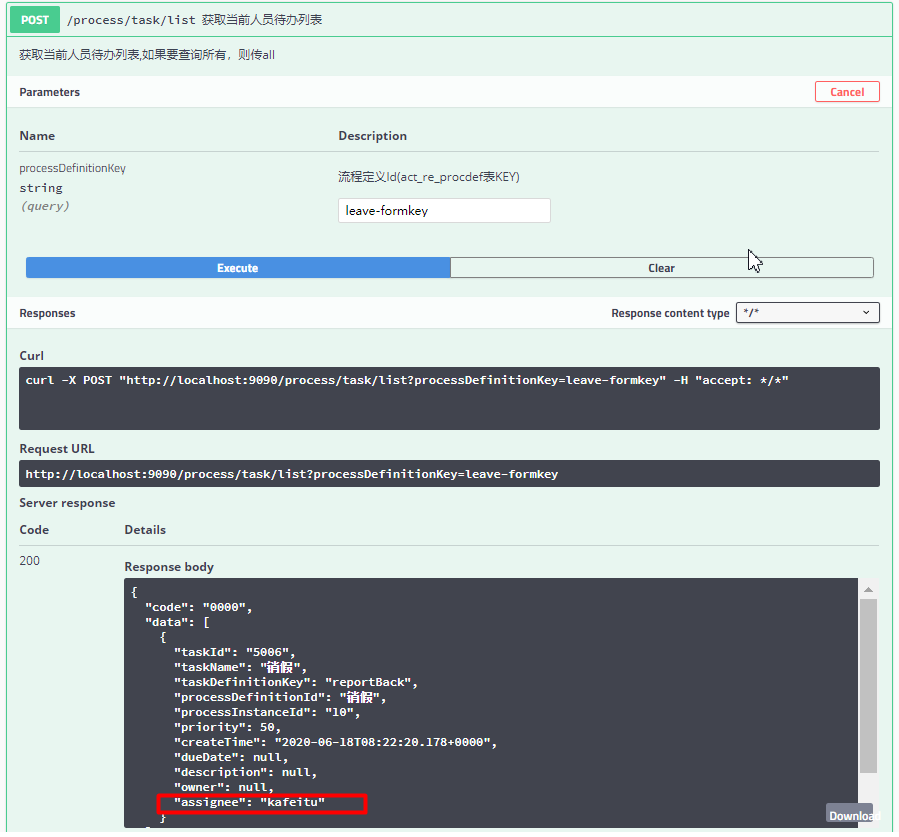 POST /process/task/list 获取当前人员待办列表
获取当前人员待办列表,如果要查询所有，则传all
Parameters Cancel
Name Description
processDefinitionKey
string
(query)
流程定义Id(act_re_procdef表KEY)
leave-formkey
Execute Clear
Responses Response content type */*
Curl
curl -X POST "http://localhost:9090/process/task/list?processDefinitionKey=leave-formkey" -H "accept: */*"
Request URL
http://localhost:9090/process/task/list?processDefinitionKey=leave-formkey
Server response
Code Details
200
Response body
{
"code": "0000",
"data": [
{
"taskId": "5006",
"taskName": "销假",
"taskDefinitionKey": "reportBack",
"processDefinitionId": "销假",
"processInstanceId": "10",
"priority": 50,
"createTime": "2020-06-18T08:22:20.178+0000",
"dueDate": null,
"description": null,
"owner": null,
"assignee": "kafeitu"
}
Download